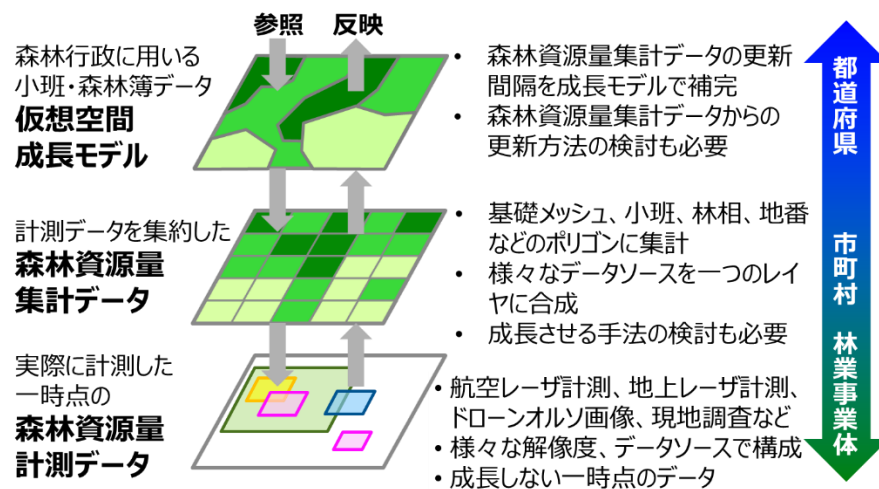 参照 反映
森林行政に用いる
小班・森林簿データ
仮想空間
成長モデル
• 森林資源量集計データの更新
間隔を成長モデルで補完
• 森林資源量集計データからの
更新方法の検討も必要
計測データを集約した
森林資源量
集計データ
• 基礎メッシュ、小班、林相、地番
などのポリゴンに集計
• 様々なデータソースを一つのレイ
ヤに合成
• 成長させる手法の検討も必要
実際に計測した
一時点の
森林資源量
計測データ
• 航空レーザ計測、地上レーザ計測、
ドローンオルソ画像、現地調査など
• 様々な解像度、データソースで構成
• 成長しない一時点のデータ
都道府県
市町村
林業事業体